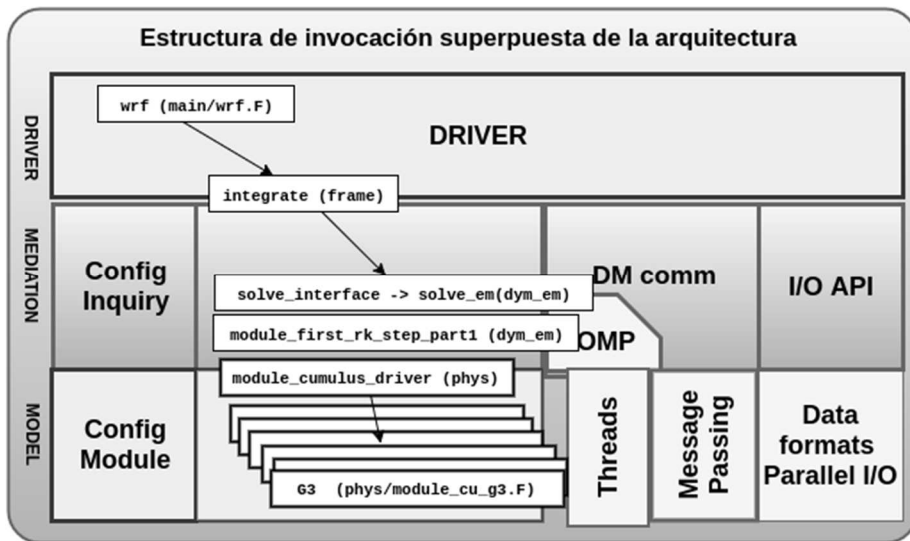 Estructura de invocación superpuesta de la arquitectura
DRIVER
wrf (main/wrf.F)
DRIVER
integrate (frame)
MEDIATION
Config
Inquiry
solve_interface -> solve_em(dym_em)
DM comm
I/O API
module_first_rk_step_part1 (dym_em)
OMP
MODEL
module_cumulus_driver (phys)
Config
Module
G3 (phys/module_cu_g3.F)
Threads
Message
Passing
Data
formats
Parallel I/O